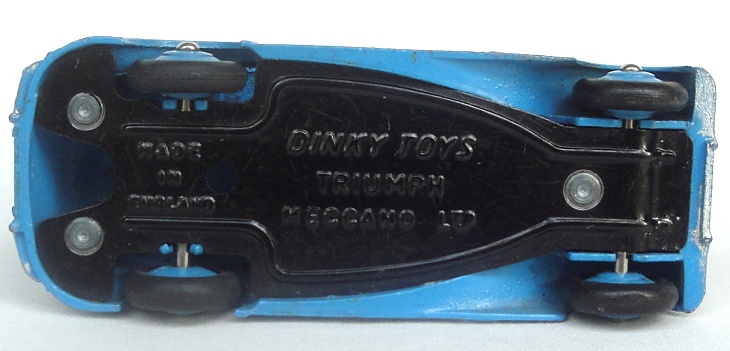 DINKY TOYS
TRIUMPH
MECCANO LTD
MADE
IN
ENGLAND